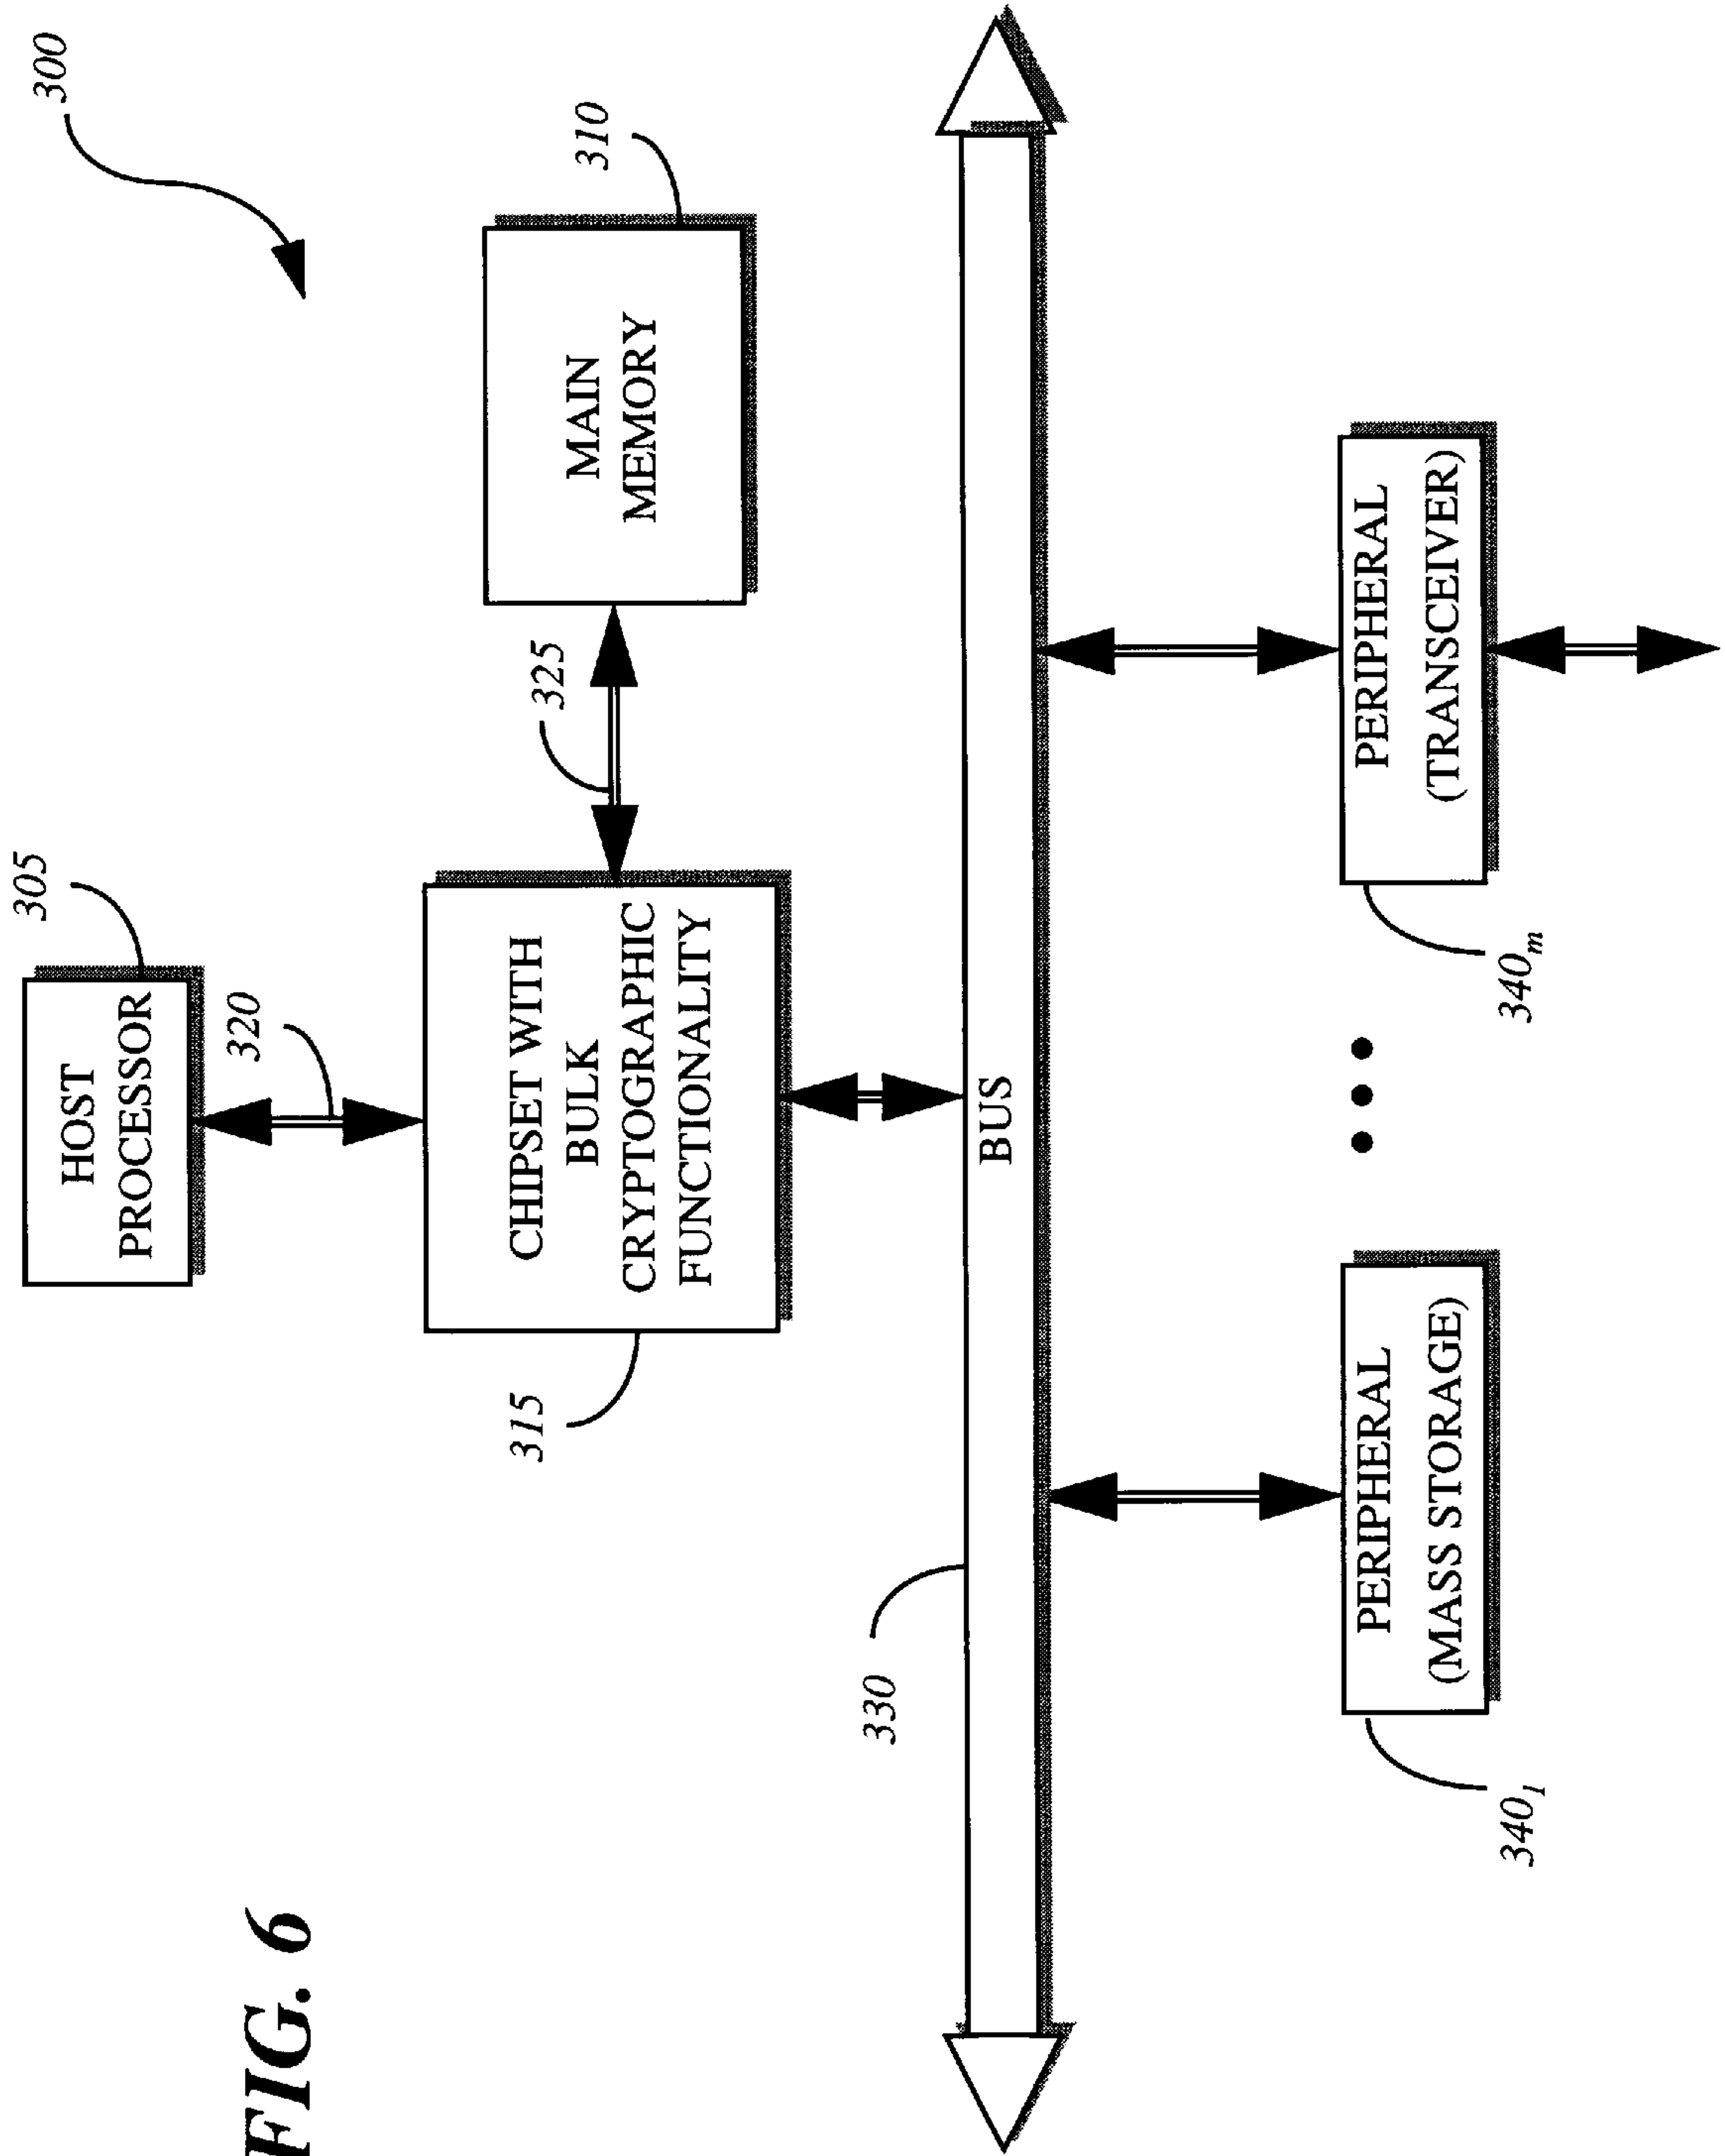 FIG. 6
300
HOST
PROCESSOR
305
320
CHIPSET WITH
BULK
CRYPTOGRAPHIC
FUNCTIONALITY
315
325
MAIN
MEMORY
310
330
BUS
PERIPHERAL
(MASS STORAGE)
340₁
• • •
PERIPHERAL
(TRANSCEIVER)
340ₘ